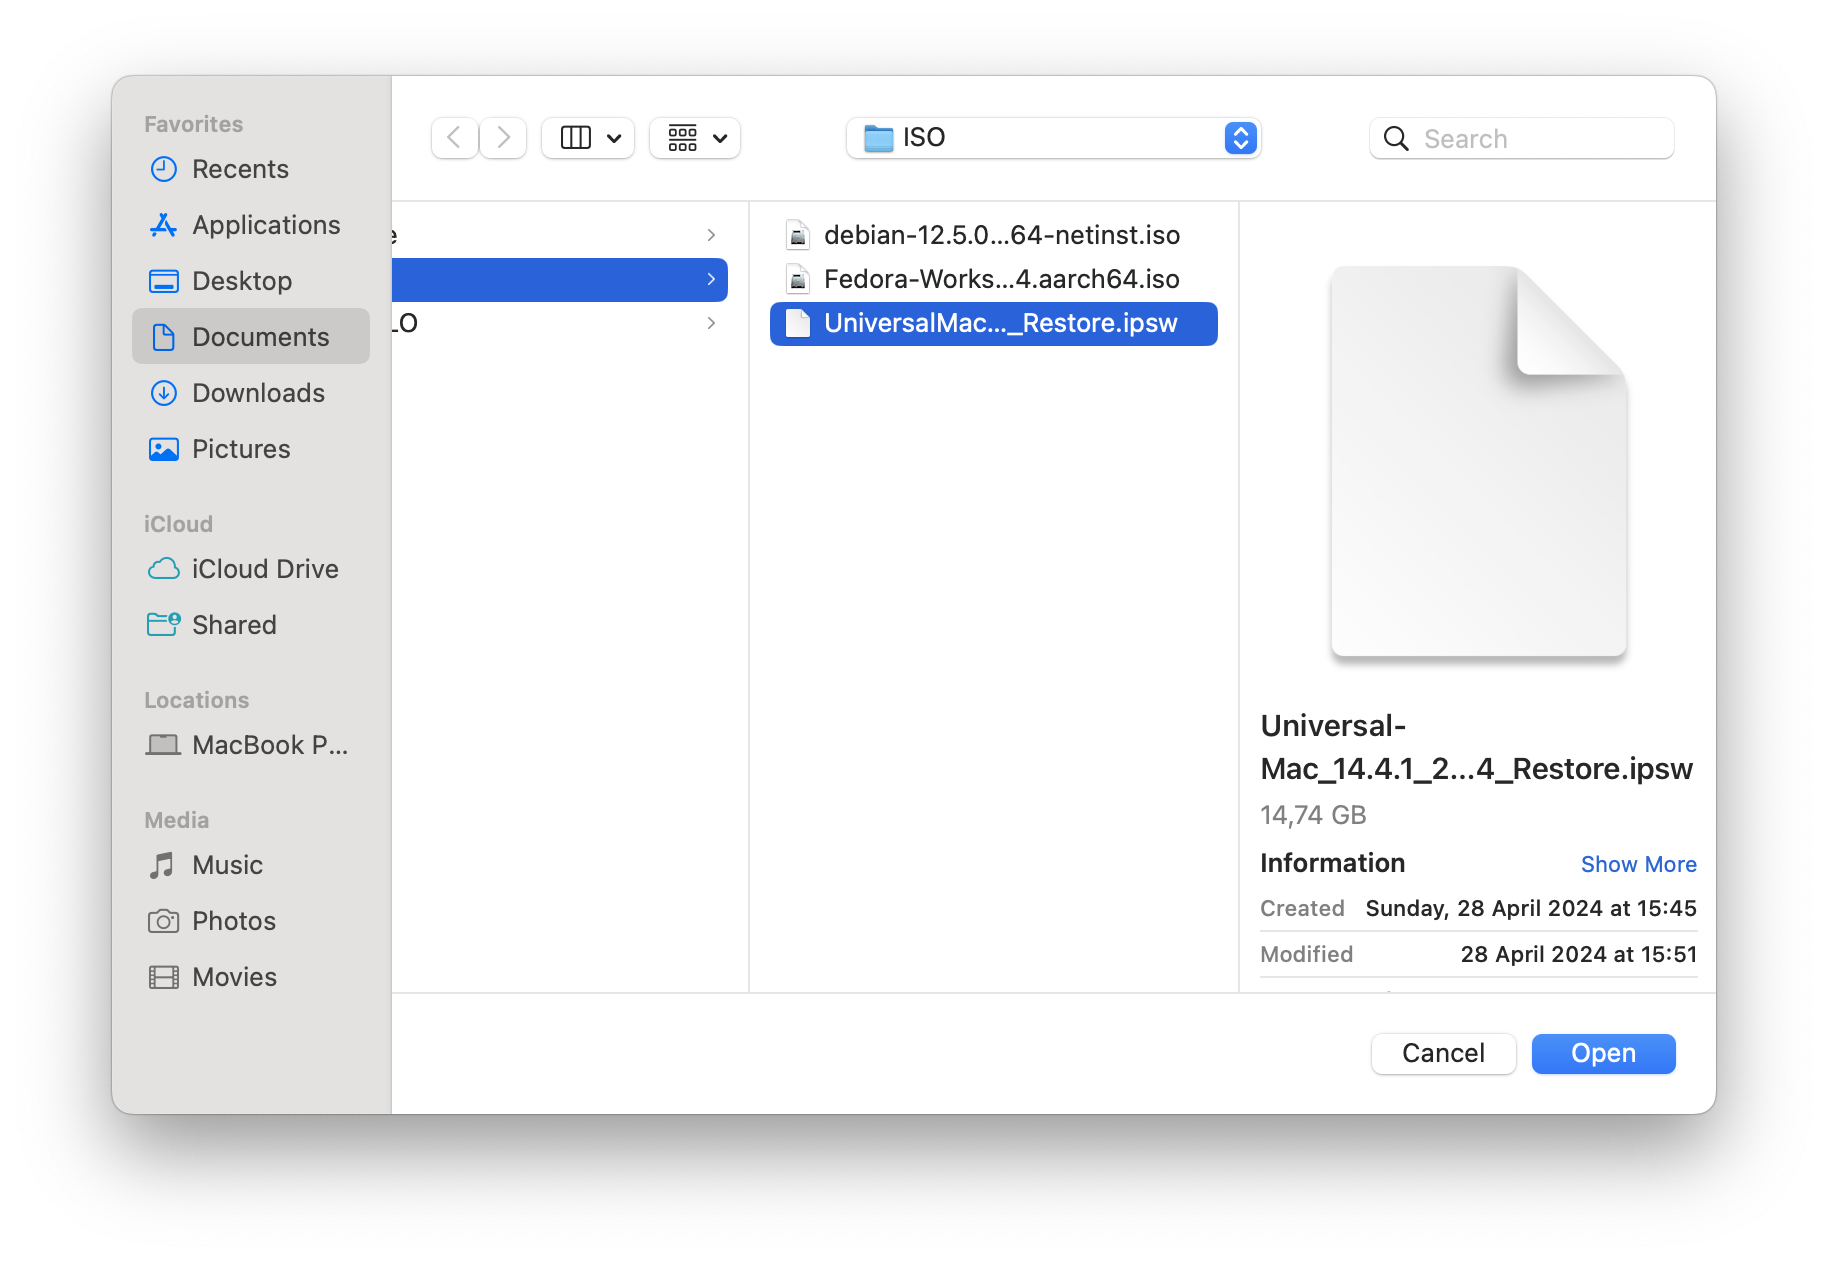 Favorites
Recents
Applications
Desktop
Documents
Downloads
Pictures
iCloud
iCloud Drive
Shared
Locations
MacBook P...
Media
Music
Photos
Movies
ISO
Search
e
LO
debian-12.5.0...64-netinst.iso
Fedora-Works...4.aarch64.iso
UniversalMac..._Restore.ipsw
Universal-
Mac_14.4.1_2...4_Restore.ipsw
14,74 GB
Information Show More
Created Sunday, 28 April 2024 at 15:45
Modified 28 April 2024 at 15:51
Cancel Open